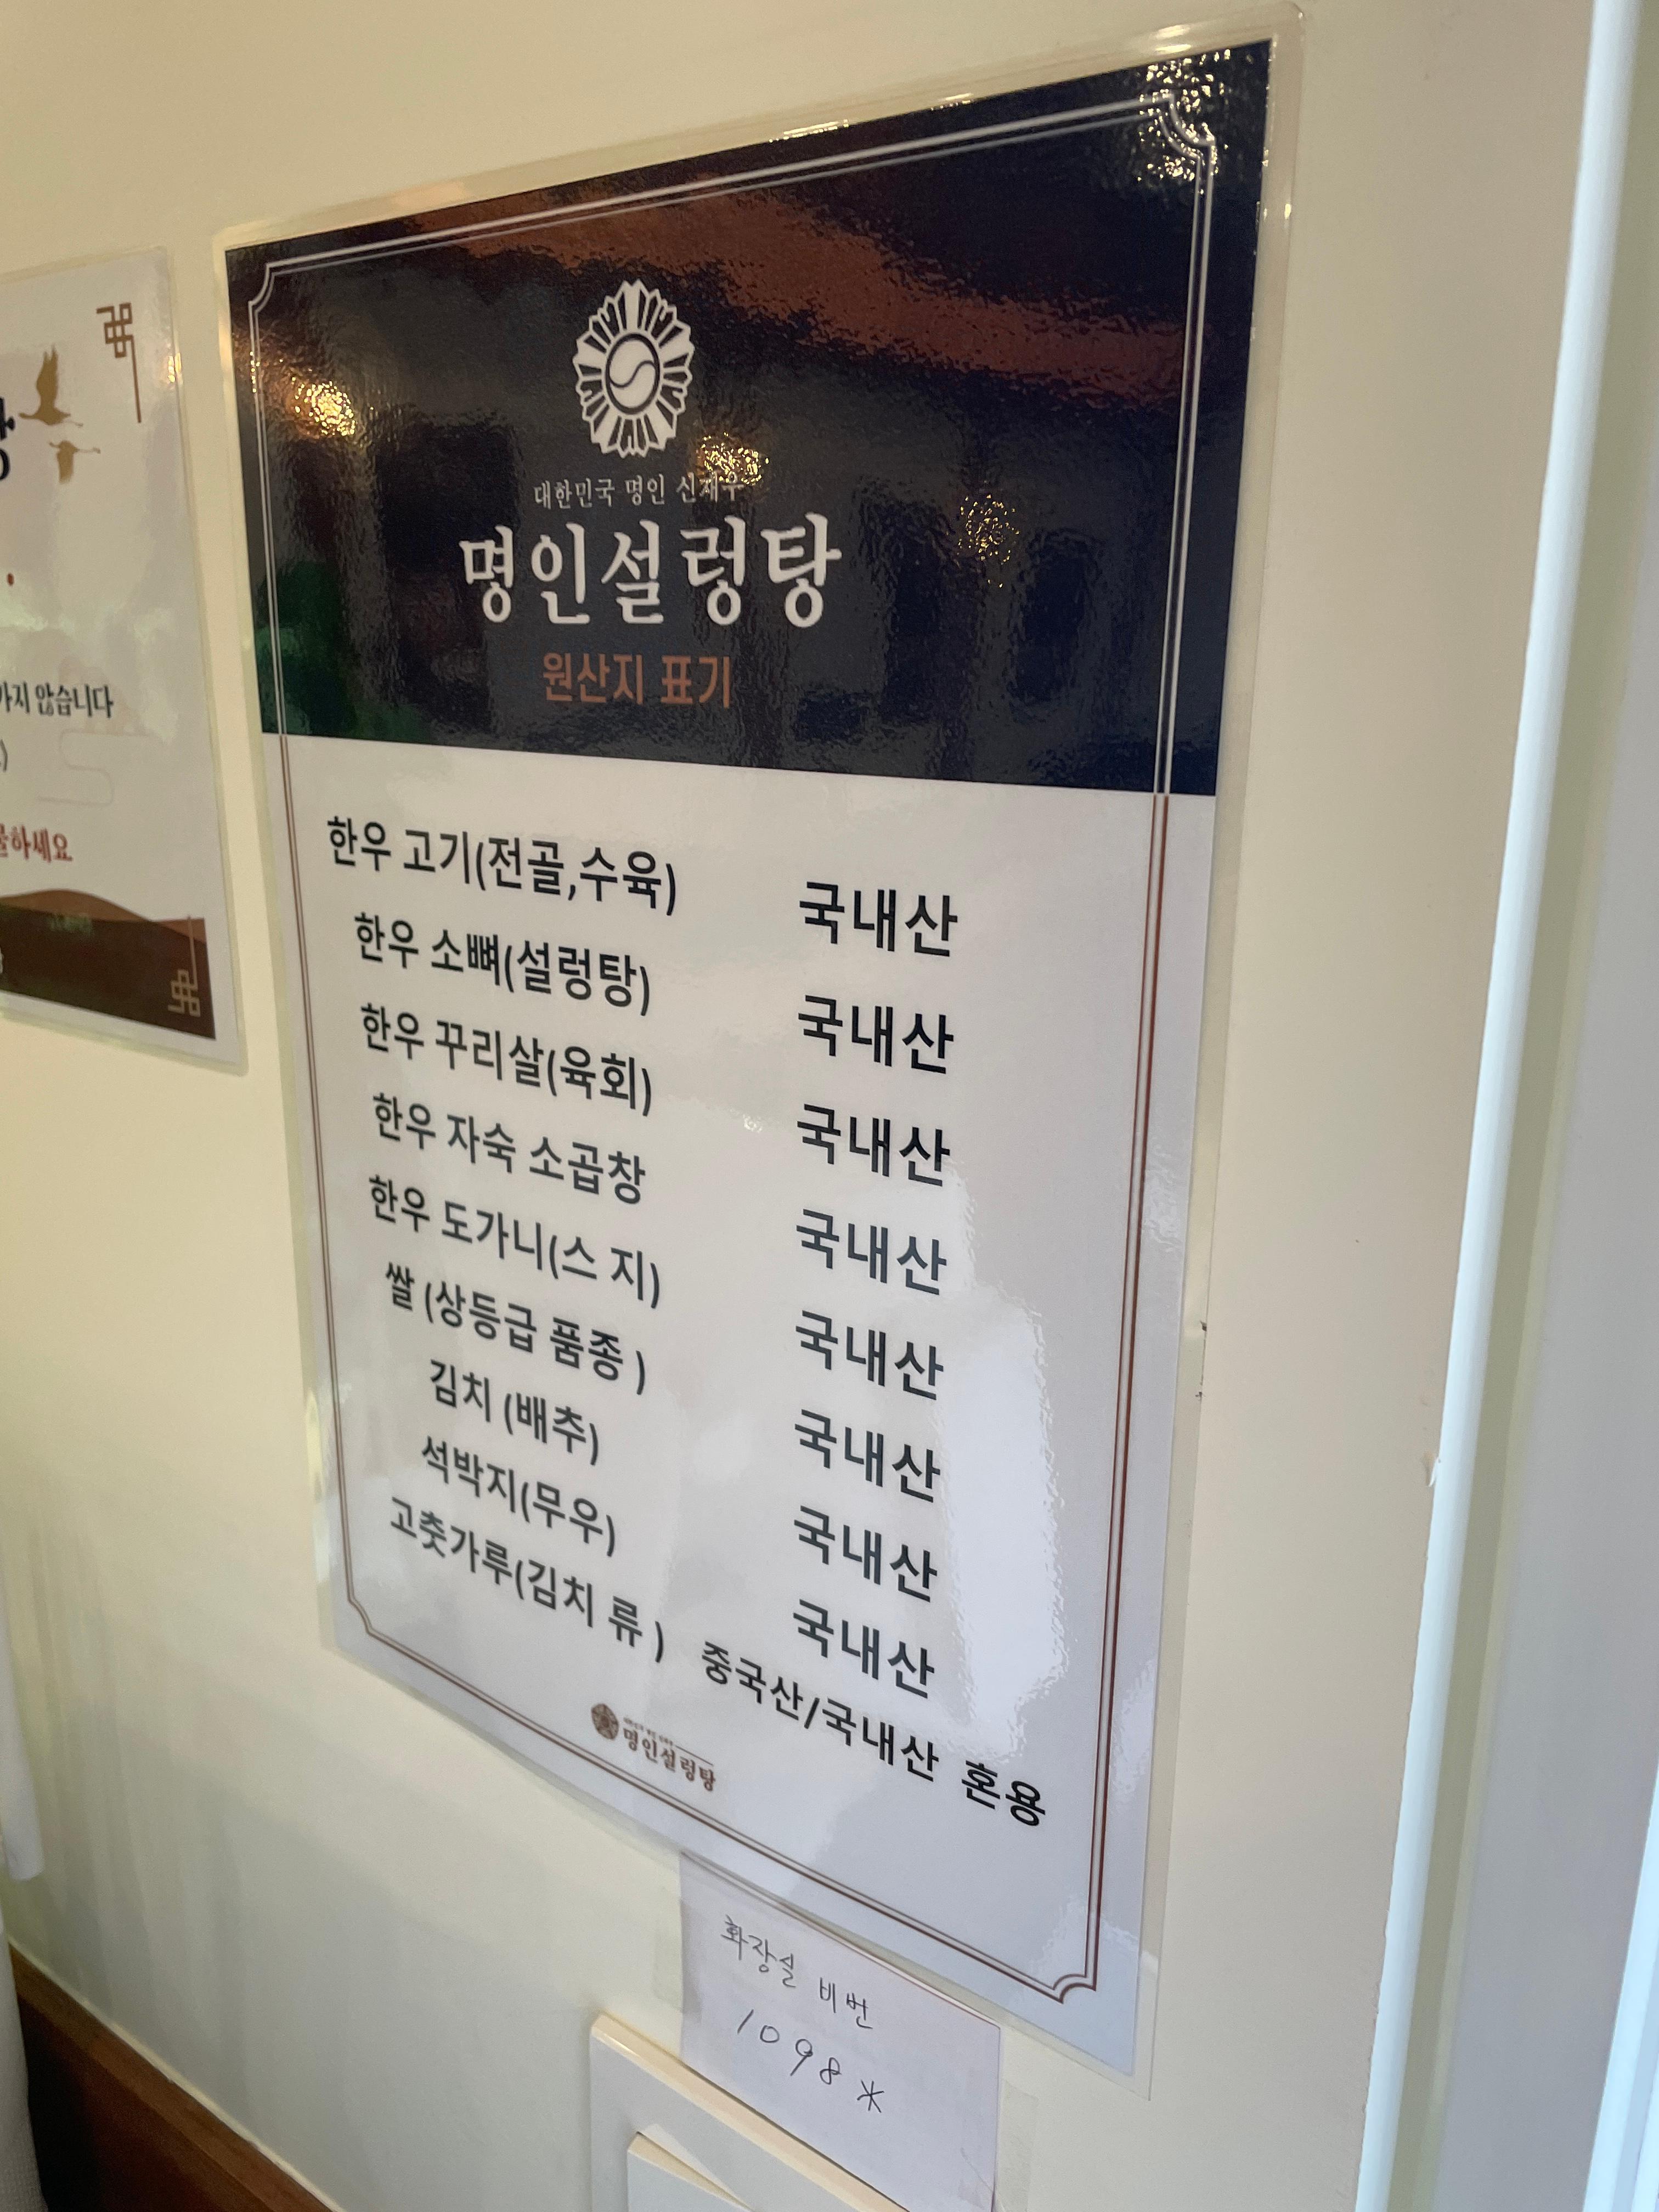 가지 않습니다
하세요
대한민국 명인 신재우
명인설렁탕
원산지 표기
한우 고기(전골,수육) 국내산
한우 소뼈(설렁탕) 국내산
한우 꾸리살(육회) 국내산
한우 자숙 소곱창 국내산
한우 도가니(스 지) 국내산
쌀 (상등급 품종 ) 국내산
김치 (배추) 국내산
석박지(무우) 국내산
고춧가루(김치 류 ) 중국산/국내산 혼용
명인설렁탕
화장실 비번
1098*